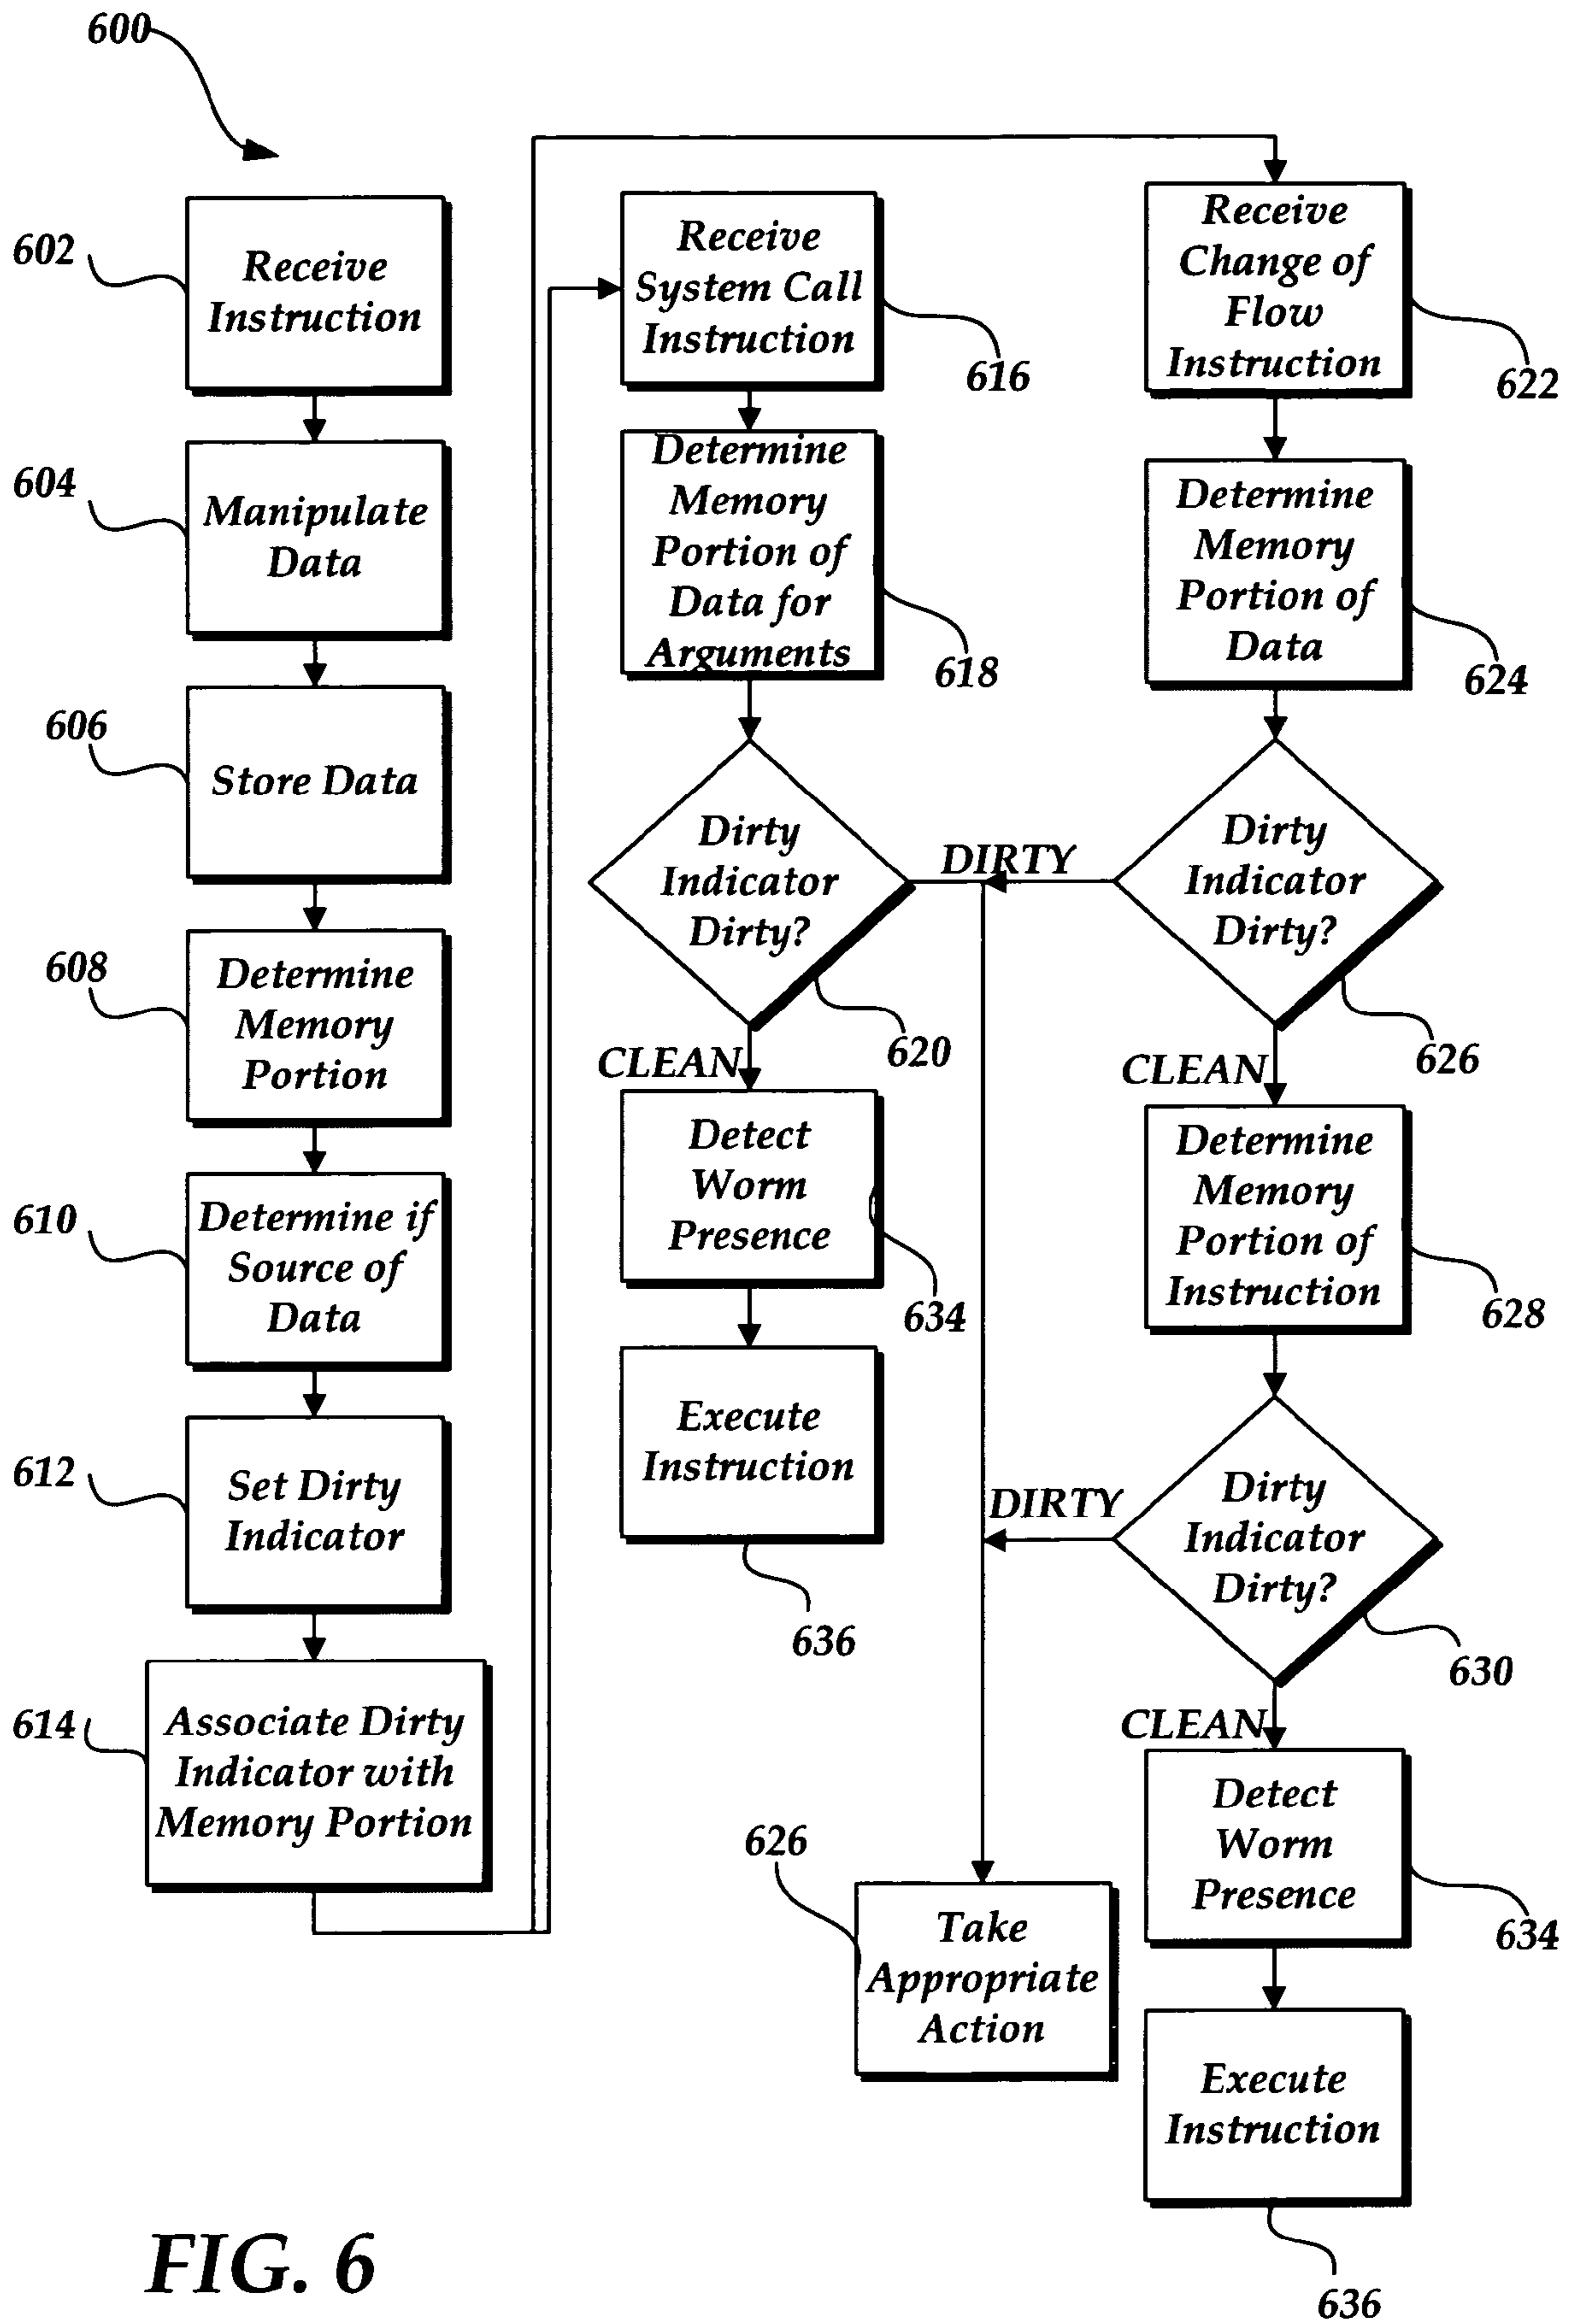 600
602
Receive
Instruction
604
Manipulate
Data
606
Store Data
608
Determine
Memory
Portion
610
Determine if
Source of
Data
612
Set Dirty
Indicator
614
Associate Dirty
Indicator with
Memory Portion
Receive
System Call
Instruction
616
Determine
Memory
Portion of
Data for
Arguments
618
Dirty
Indicator
Dirty?
620
DIRTY
CLEAN
Detect
Worm
Presence
634
Execute
Instruction
636
Receive
Change of
Flow
Instruction
622
Determine
Memory
Portion of
Data
624
Dirty
Indicator
Dirty?
626
CLEAN
Determine
Memory
Portion of
Instruction
628
Dirty
Indicator
Dirty?
630
DIRTY
CLEAN
Detect
Worm
Presence
634
626
Take
Appropriate
Action
Execute
Instruction
636
FIG. 6